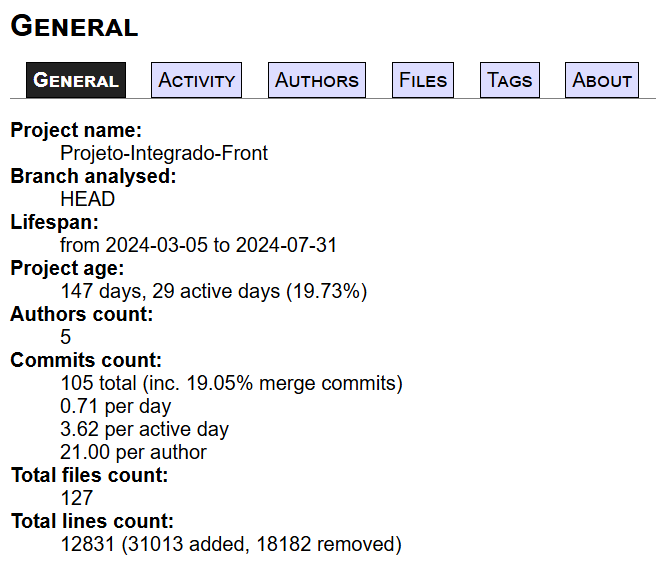 General
General Activity Authors Files Tags About
Project name:
Projeto-Integrado-Front
Branch analysed:
HEAD
Lifespan:
from 2024-03-05 to 2024-07-31
Project age:
147 days, 29 active days (19.73%)
Authors count:
5
Commits count:
105 total (inc. 19.05% merge commits)
0.71 per day
3.62 per active day
21.00 per author
Total files count:
127
Total lines count:
12831 (31013 added, 18182 removed)